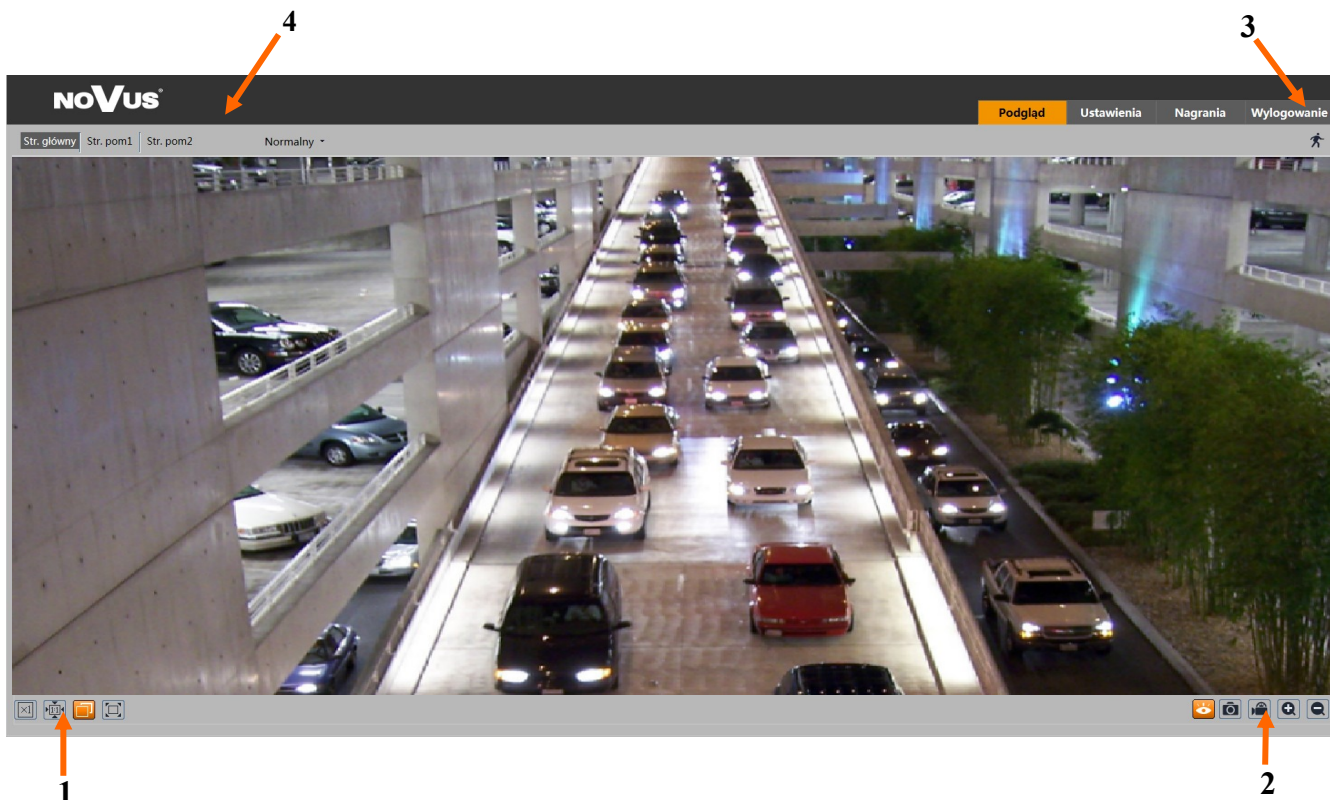 4
3
NOVUS®
Podgląd Ustawienia Nagrania Wylogowanie
Str. główny Str. pom1 Str. pom2 Normalny
1
2